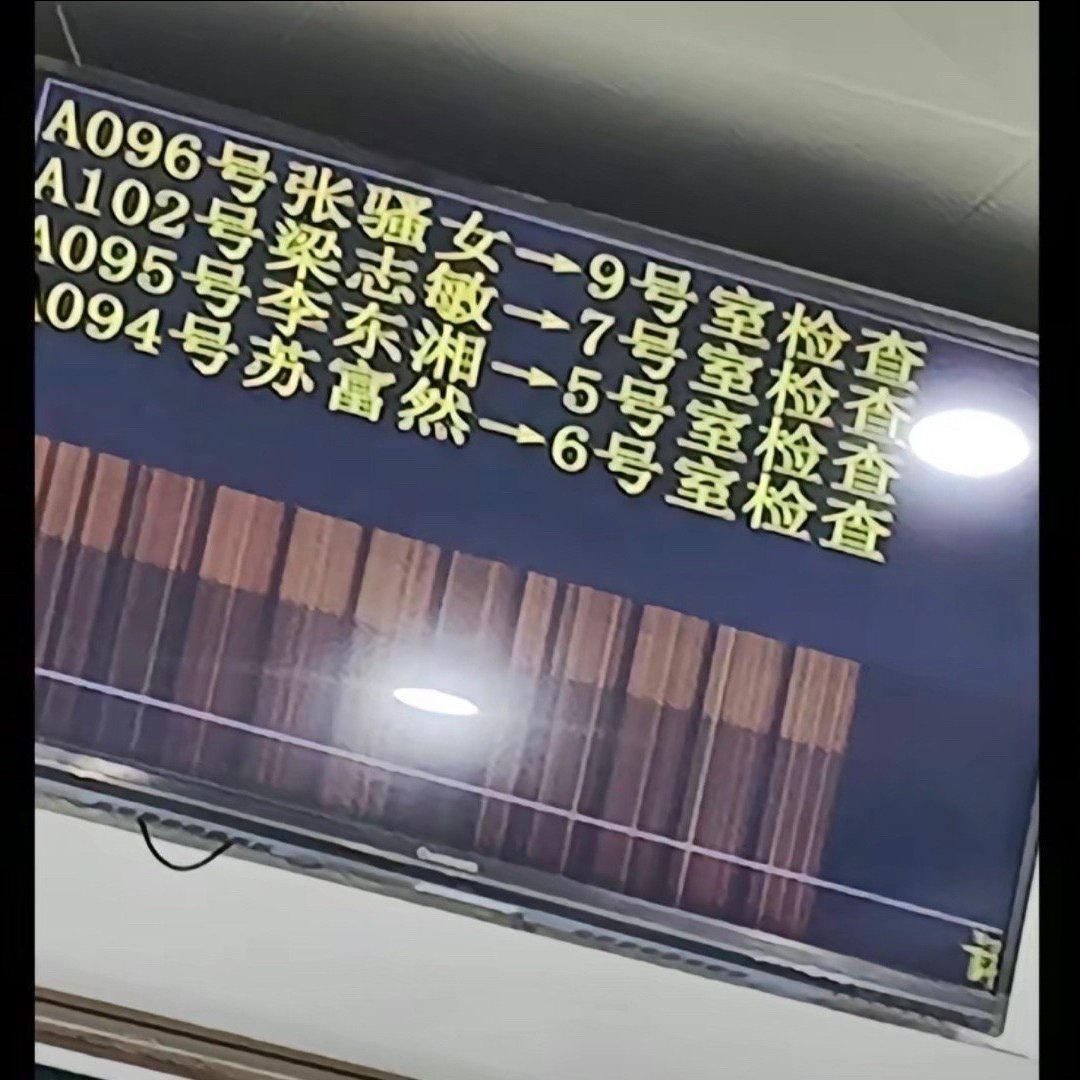 A096号张骚女→9号室检查
A102号梁志敏→7号室检查
A095号李东湘→5号室检查
A094号苏富然→6号室检查